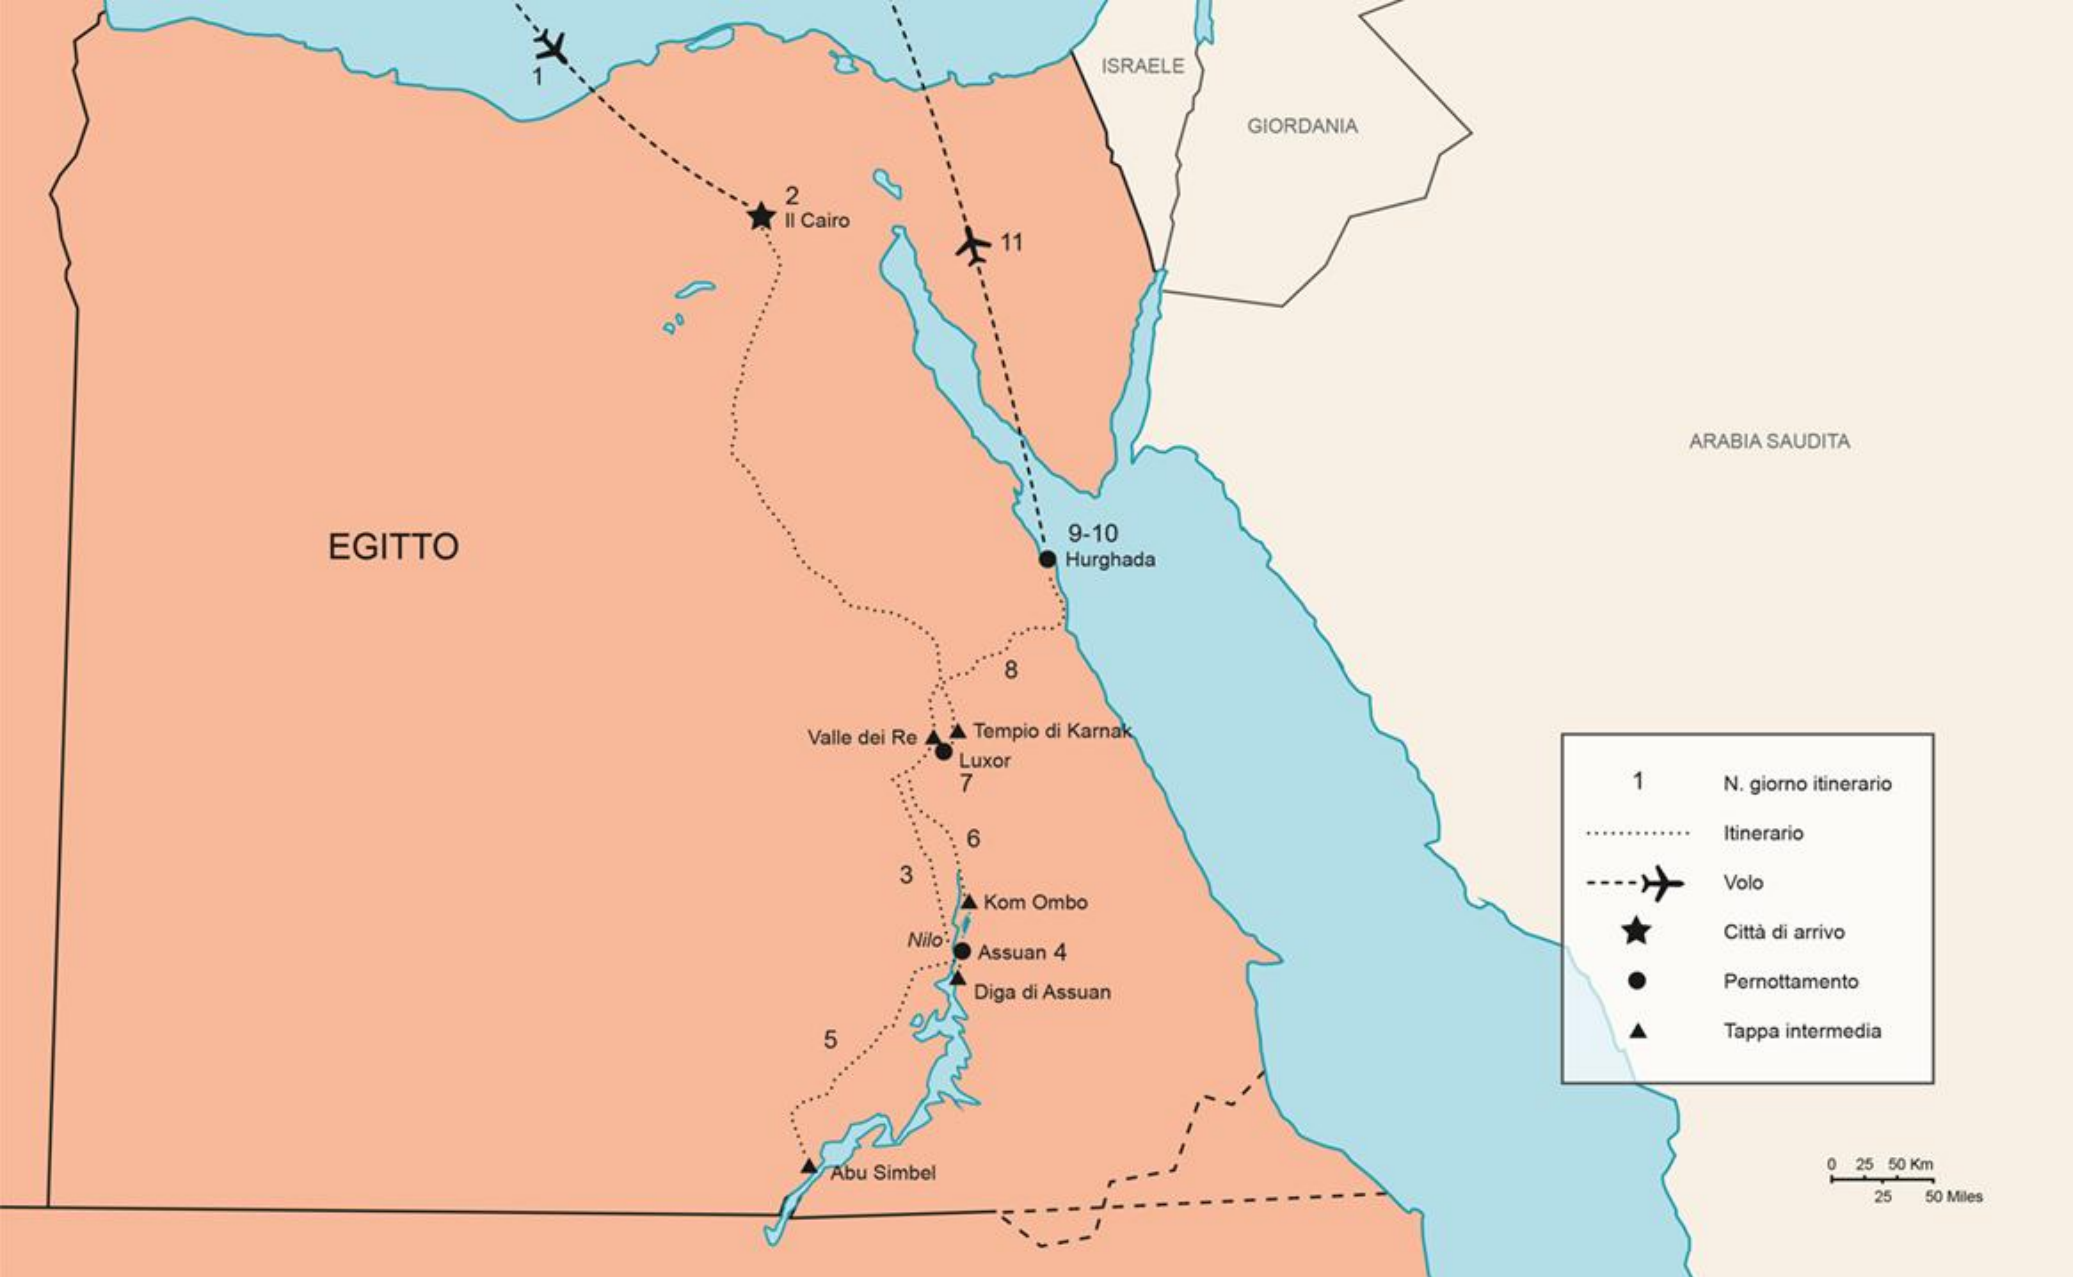 1
ISRAELE
GIORDANIA
2
Il Cairo
11
ARABIA SAUDITA
EGITTO
9-10
Hurghada
8
Valle dei Re
Tempio di Karnak
Luxor
7
6
3
Kom Ombo
Nilo
Assuan 4
Diga di Assuan
5
Abu Simbel
1 N. giorno itinerario
Itinerario
Volo
Città di arrivo
Pernottamento
Tappa intermedia
0 25 50 Km
25 50 Miles